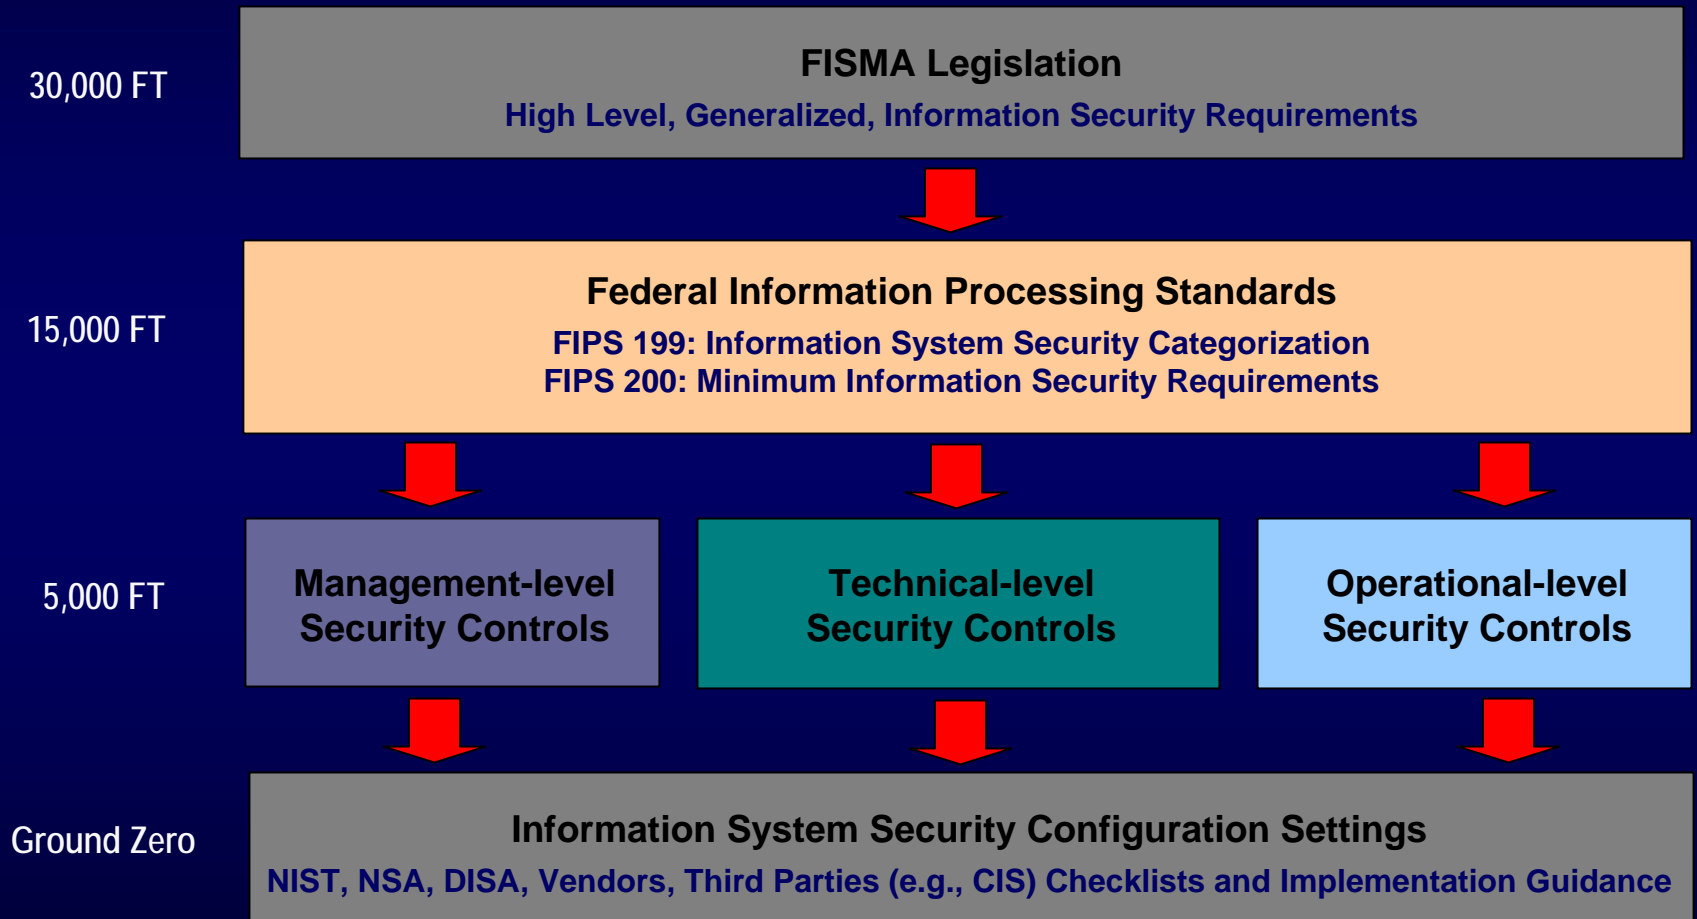 30,000 FT
FISMA Legislation
High Level, Generalized, Information Security Requirements
15,000 FT
Federal Information Processing Standards
FIPS 199: Information System Security Categorization
FIPS 200: Minimum Information Security Requirements
5,000 FT
Management-level
Security Controls
Technical-level
Security Controls
Operational-level
Security Controls
Ground Zero
Information System Security Configuration Settings
NIST, NSA, DISA, Vendors, Third Parties (e.g., CIS) Checklists and Implementation Guidance